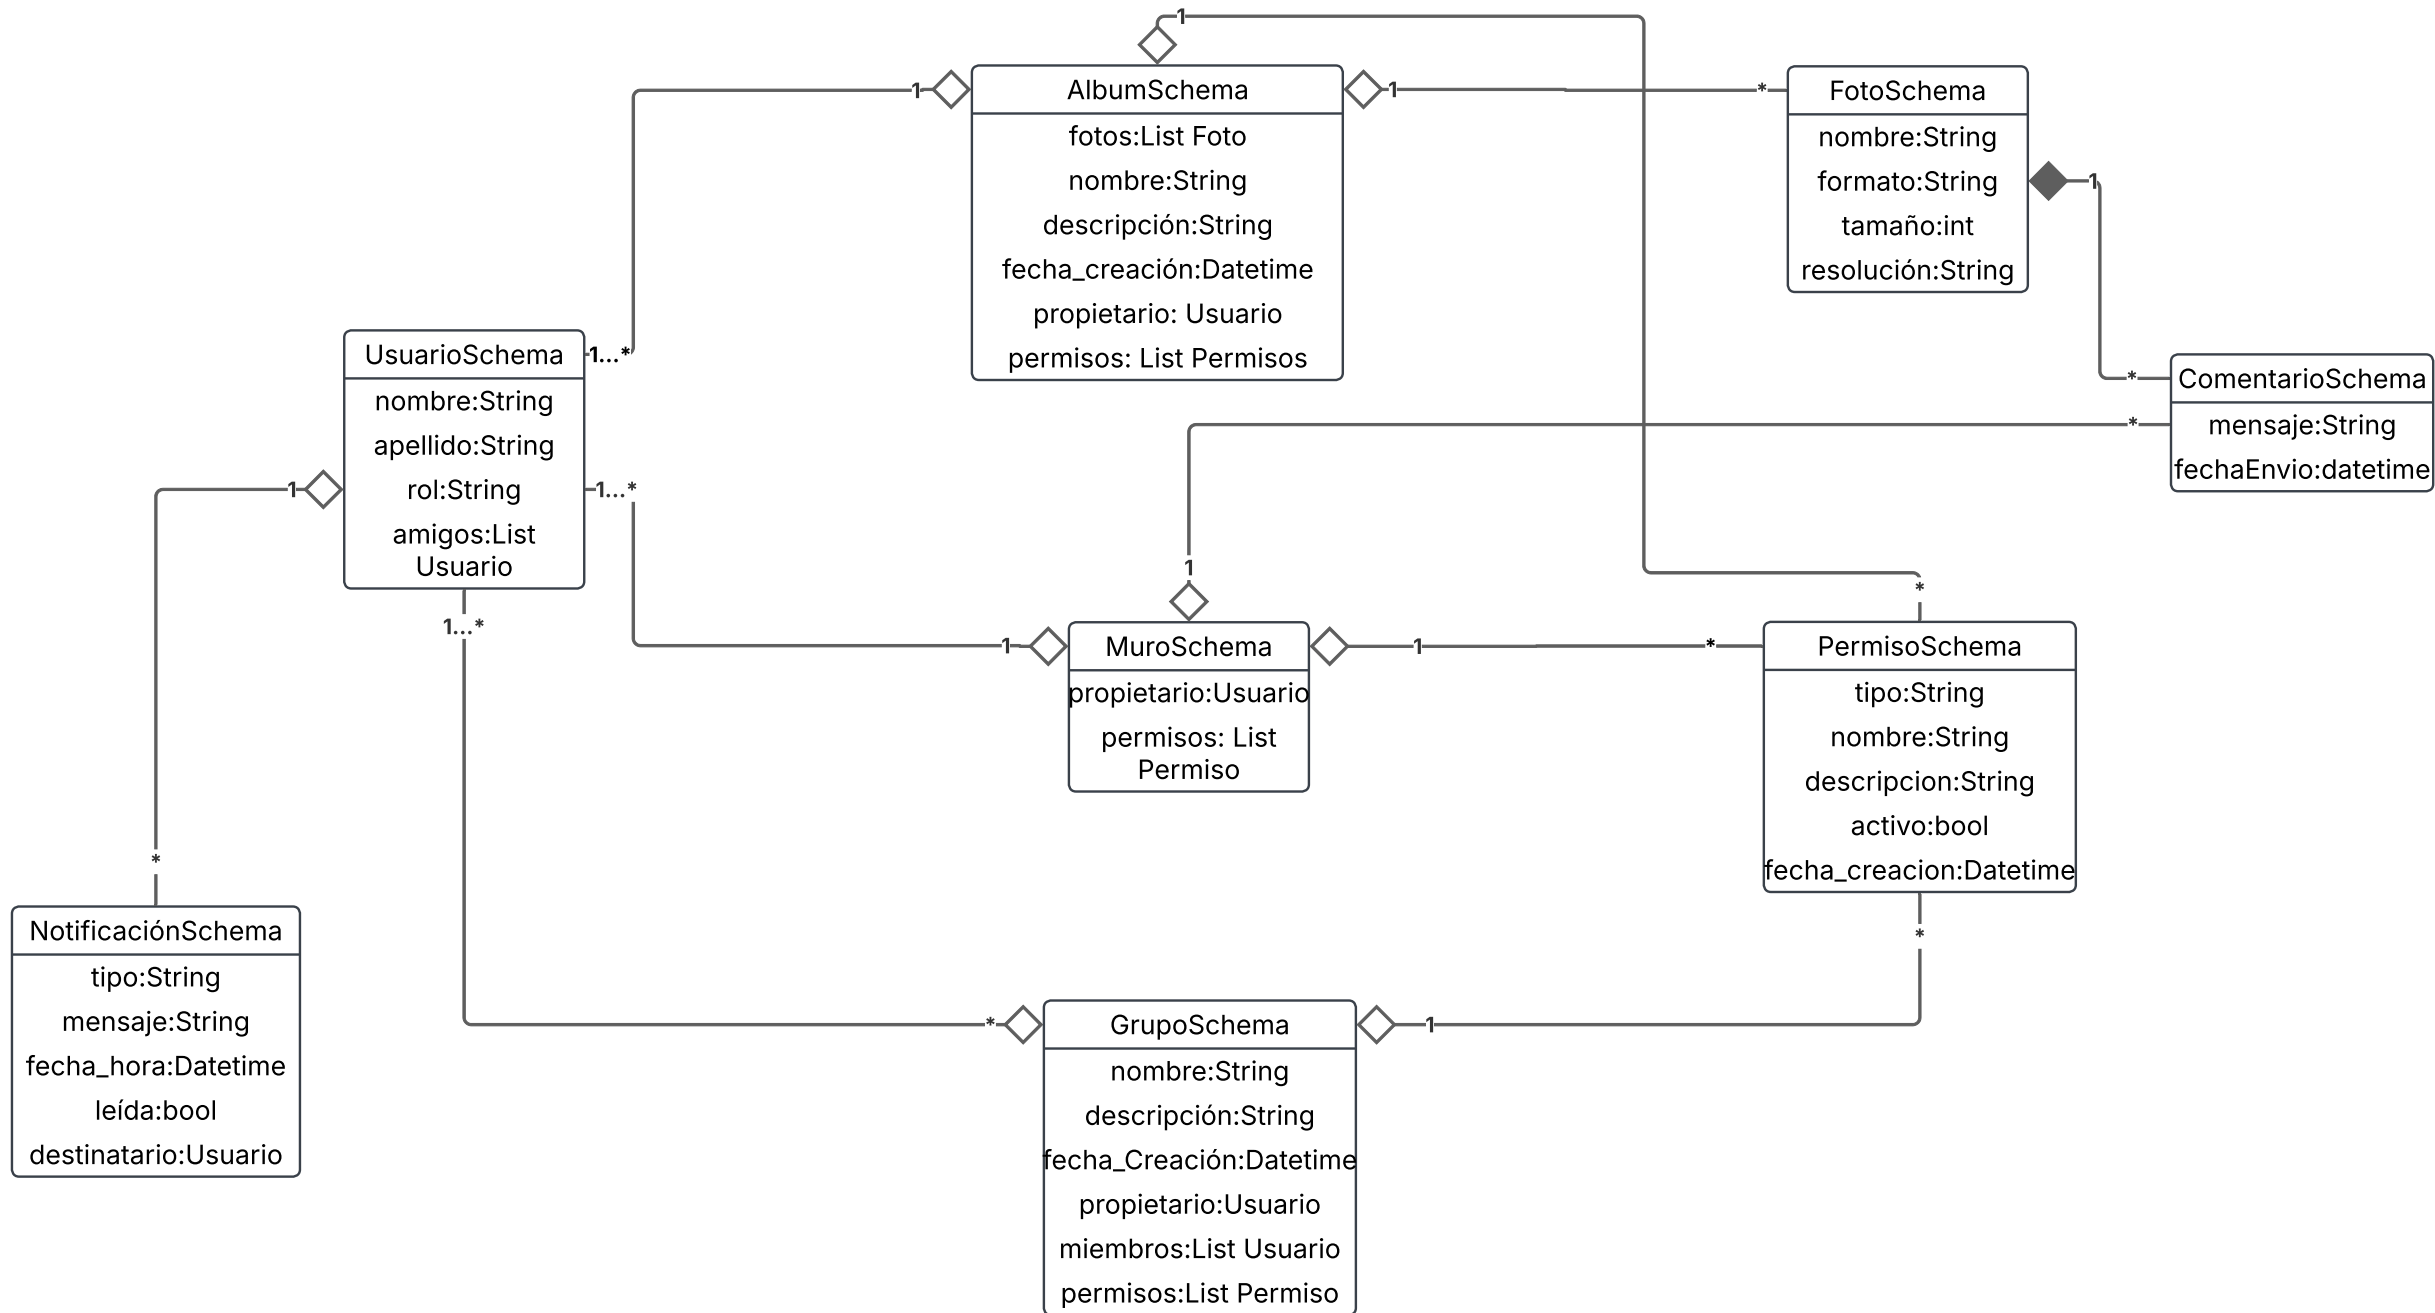 1
AlbumSchema
fotos:List Foto
nombre:String
descripción:String
fecha_creación:Datetime
propietario: Usuario
permisos: List Permisos
1
1
*
FotoSchema
nombre:String
formato:String
tamaño:int
resolución:String
1
*
ComentarioSchema
mensaje:String
fechaEnvio:datetime
*
UsuarioSchema
nombre:String
apellido:String
rol:String
amigos:List
Usuario
1...*
1...*
1...*
1
*
1
1
MuroSchema
propietario:Usuario
permisos: List
Permiso
1
*
*
PermisoSchema
tipo:String
nombre:String
descripcion:String
activo:bool
fecha_creacion:Datetime
*
NotificaciónSchema
tipo:String
mensaje:String
fecha_hora:Datetime
leída:bool
destinatario:Usuario
*
GrupoSchema
nombre:String
descripción:String
fecha_Creación:Datetime
propietario:Usuario
miembros:List Usuario
permisos:List Permiso
1